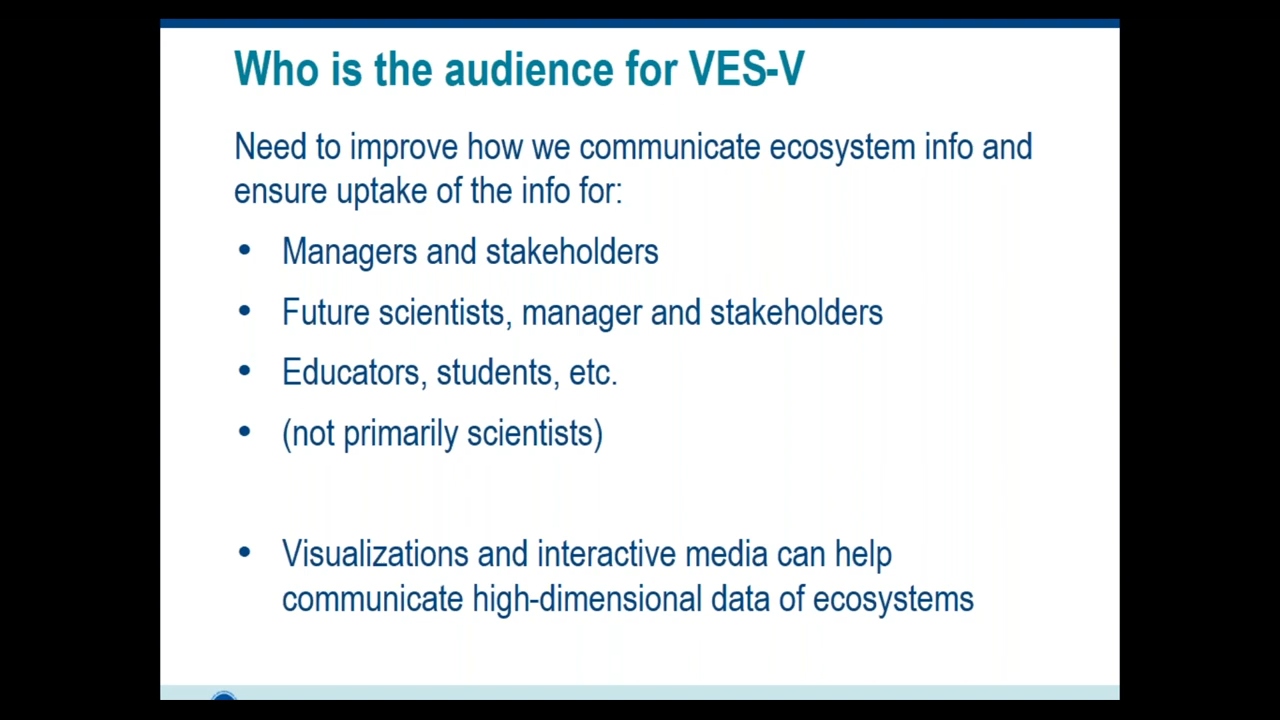 Who is the audience for VES-V
Need to improve how we communicate ecosystem info and
ensure uptake of the info for:
• Managers and stakeholders
• Future scientists, manager and stakeholders
• Educators, students, etc.
• (not primarily scientists)
• Visualizations and interactive media can help
communicate high-dimensional data of ecosystems